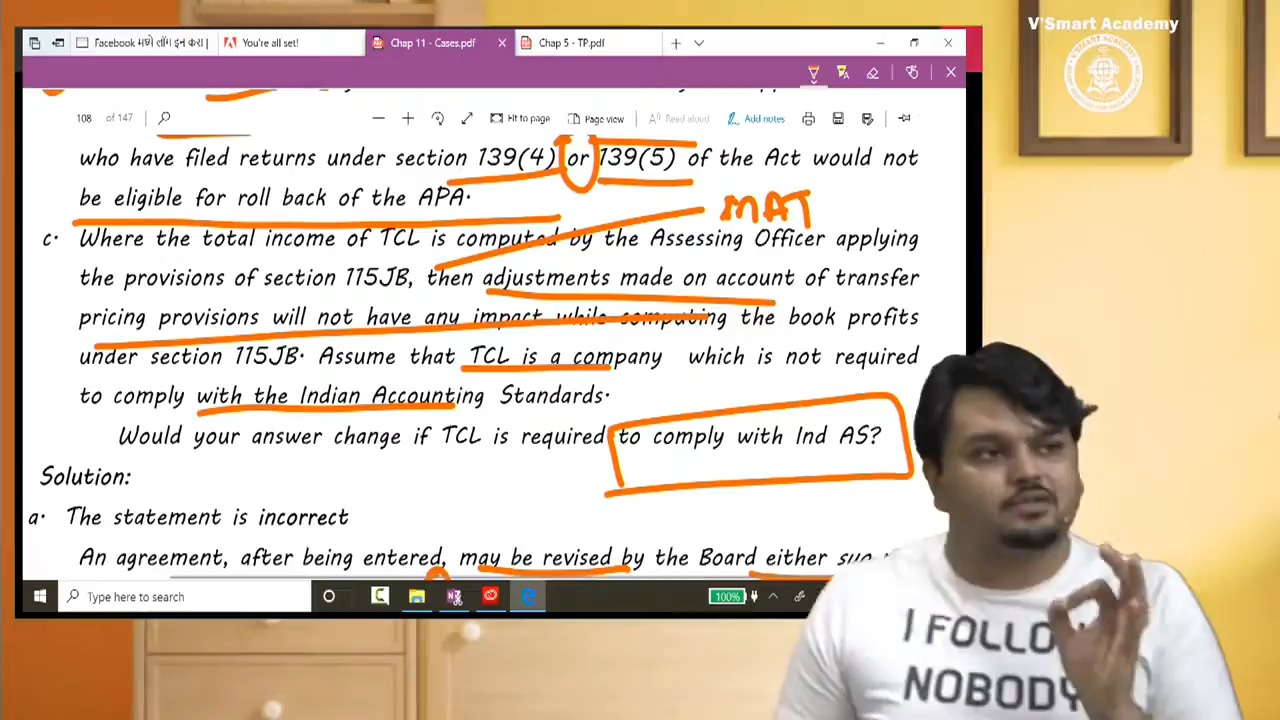 V'Smart Academy
Facebook मध्ये लॉग इन करा |
You're all set!
Chap 11 - Cases.pdf
Chap 5 - TP.pdf
108 of 147
Fit to page
Page view
Read aloud
Add notes
who have filed returns under section 139(4) or 139(5) of the Act would not
be eligible for roll back of the APA.
MAT
c. Where the total income of TCL is computed by the Assessing Officer applying
the provisions of section 115JB, then adjustments made on account of transfer
pricing provisions will not have any impact while computing the book profits
under section 115JB. Assume that TCL is a company which is not required
to comply with the Indian Accounting Standards.
Would your answer change if TCL is required to comply with Ind AS?
Solution:
a. The statement is incorrect
An agreement, after being entered, may be revised by the Board either
Type here to search
100%
I FOLLO
NOBODY